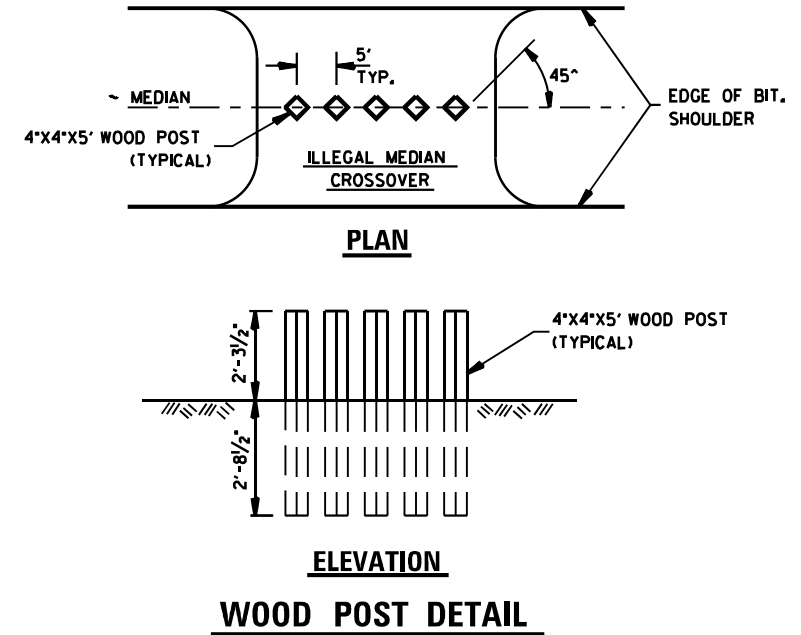 5'
TYP.
45^
~ MEDIAN
EDGE OF BIT.
SHOULDER
4"X4"X5' WOOD POST
(TYPICAL)
ILLEGAL MEDIAN
CROSSOVER
PLAN
4"X4"X5' WOOD POST
(TYPICAL)
2'-3½"
2'-8½"
ELEVATION
WOOD POST DETAIL